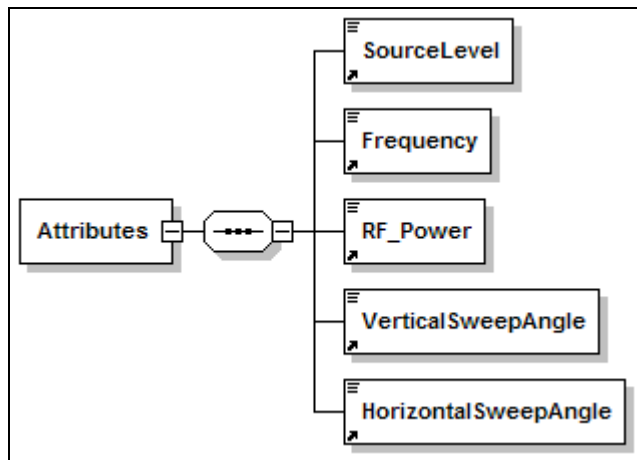 SourceLevel
Frequency
Attributes
RF_Power
VerticalSweepAngle
HorizontalSweepAngle